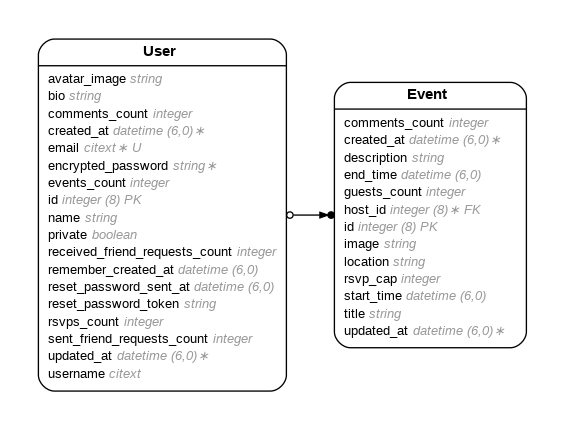 User
avatar_image string
bio string
comments_count integer
created_at datetime (6,0)∗
email citext∗ U
encrypted_password string∗
events_count integer
id integer (8) PK
name string
private boolean
received_friend_requests_count integer
remember_created_at datetime (6,0)
reset_password_sent_at datetime (6,0)
reset_password_token string
rsvps_count integer
sent_friend_requests_count integer
updated_at datetime (6,0)∗
username citext
Event
comments_count integer
created_at datetime (6,0)∗
description string
end_time datetime (6,0)
guests_count integer
host_id integer (8)∗ FK
id integer (8) PK
image string
location string
rsvp_cap integer
start_time datetime (6,0)
title string
updated_at datetime (6,0)∗